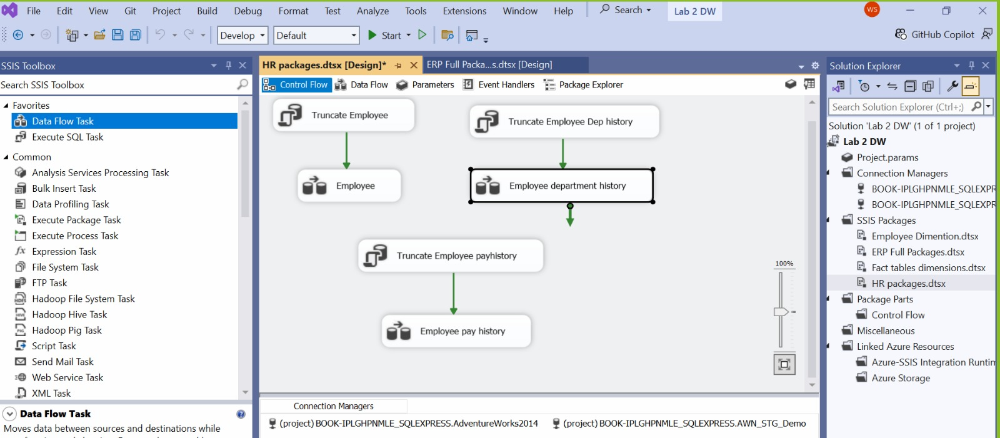 File Edit View Git Project Build Debug Format Test Analyze Tools Extensions Window Help Search Lab 2 DW WS
Develop Default Start GitHub Copilot
SSIS Toolbox
Search SSIS Toolbox
Favorites
Data Flow Task
Execute SQL Task
Common
Analysis Services Processing Task
Bulk Insert Task
Data Profiling Task
Execute Package Task
Execute Process Task
Expression Task
File System Task
FTP Task
Hadoop File System Task
Hadoop Hive Task
Hadoop Pig Task
Script Task
Send Mail Task
Web Service Task
XML Task
Data Flow Task
Moves data between sources and destinations while
HR packages.dtsx [Design]* ERP Full Packa...s.dtsx [Design]
Control Flow Data Flow Parameters Event Handlers Package Explorer
Truncate Employee
Truncate Employee Dep history
Employee
Employee department history
Truncate Employee payhistory
Employee pay history
100%
Connection Managers
(project) BOOK-IPLGHPNMLE_SQLEXPRESS.AdventureWorks2014 (project) BOOK-IPLGHPNMLE_SQLEXPRESS.AWN_STG_Demo
Solution Explorer
Search Solution Explorer (Ctrl+;)
Solution 'Lab 2 DW' (1 of 1 project)
Lab 2 DW
Project.params
Connection Managers
BOOK-IPLGHPNMLE_SQLEXPR
BOOK-IPLGHPNMLE_SQLEXPR
SSIS Packages
Employee Dimention.dtsx
ERP Full Packages.dtsx
Fact tables dimensions.dtsx
HR packages.dtsx
Package Parts
Control Flow
Miscellaneous
Linked Azure Resources
Azure-SSIS Integration Runtin
Azure Storage